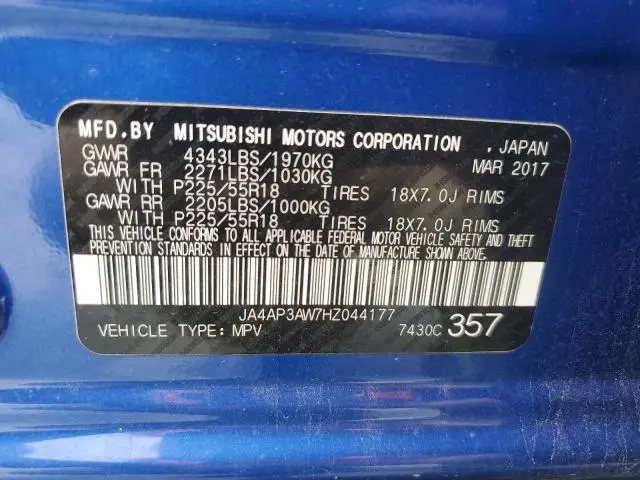 MFD.BY MITSUBISHI MOTORS CORPORATION , JAPAN
GVWR 4343LBS/1970KG MAR 2017
GAWR FR 2271LBS/1030KG
WITH P225/55R18 TIRES 18X7.0J RIMS
GAWR RR 2205LBS/1000KG
WITH P225/55R18 TIRES 18X7.0J RIMS
THIS VEHICLE CONFORMS TO ALL APPLICABLE FEDERAL MOTOR VEHICLE SAFETY AND THEFT
PREVENTION STANDARDS IN EFFECT ON THE DATE OF MANUFACTURE SHOWN ABOVE.
JA4AP3AW7HZ044177
VEHICLE TYPE: MPV 7430C 357